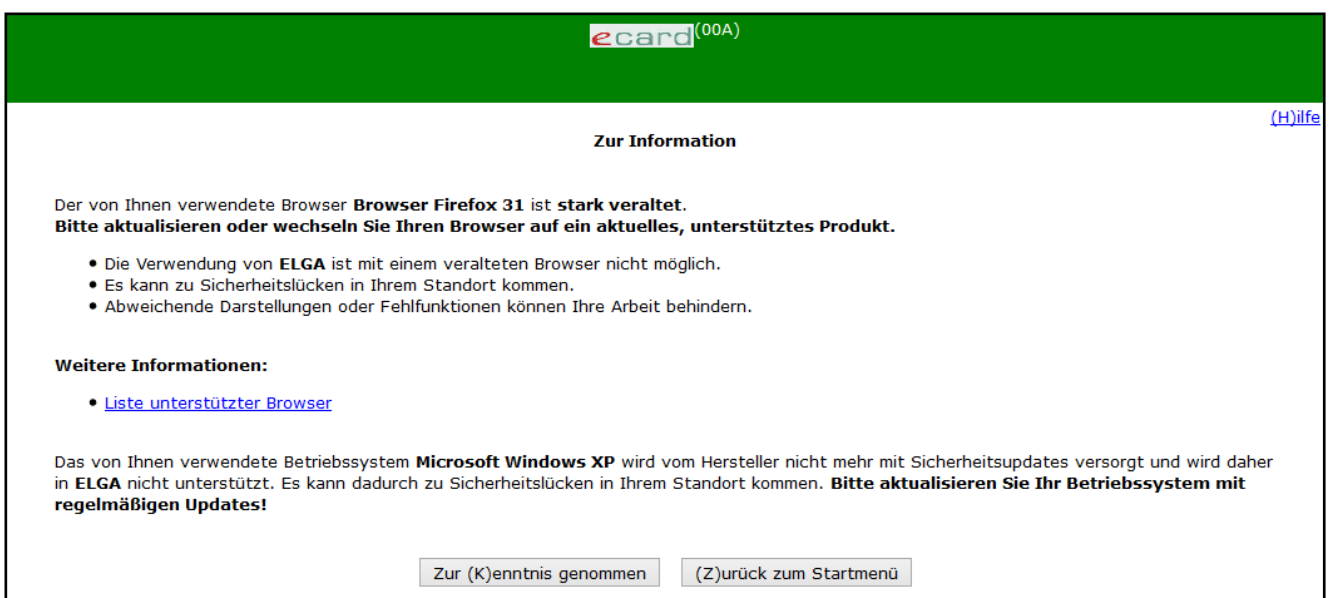 ecard(00A)
(H)ilfe
Zur Information
Der von Ihnen verwendete Browser Browser Firefox 31 ist stark veraltet.
Bitte aktualisieren oder wechseln Sie Ihren Browser auf ein aktuelles, unterstütztes Produkt.
• Die Verwendung von ELGA ist mit einem veralteten Browser nicht möglich.
• Es kann zu Sicherheitslücken in Ihrem Standort kommen.
• Abweichende Darstellungen oder Fehlfunktionen können Ihre Arbeit behindern.
Weitere Informationen:
• Liste unterstützter Browser
Das von Ihnen verwendete Betriebssystem Microsoft Windows XP wird vom Hersteller nicht mehr mit Sicherheitsupdates versorgt und wird daher
in ELGA nicht unterstützt. Es kann dadurch zu Sicherheitslücken in Ihrem Standort kommen. Bitte aktualisieren Sie Ihr Betriebssystem mit
regelmäßigen Updates!
Zur (K)enntnis genommen (Z)urück zum Startmenü